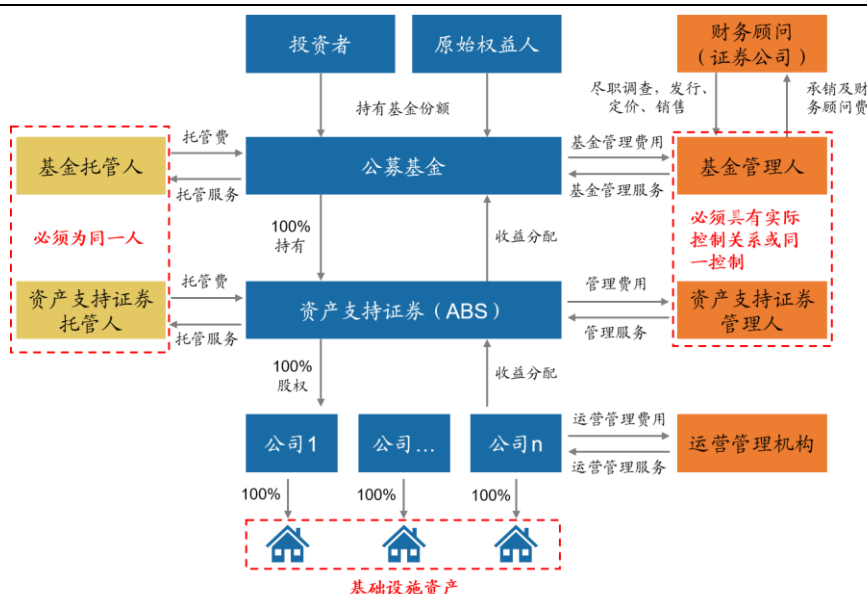 投资者
原始权益人
财务顾问
（证券公司）
持有基金份额
尽职调查，发行、
定价、销售
承销及财
务顾问费
基金托管人
托管费
托管服务
公募基金
基金管理费用
基金管理服务
基金管理人
必须为同一人
100%
持有
收益分配
必须具有实际
控制关系或同
一控制
资产支持证券
托管人
托管费
托管服务
资产支持证券（ABS）
管理费用
管理服务
资产支持证券
管理人
100%
股权
收益分配
公司1
公司...
公司n
运营管理费用
运营管理服务
运营管理机构
100%
100%
100%
基础设施资产